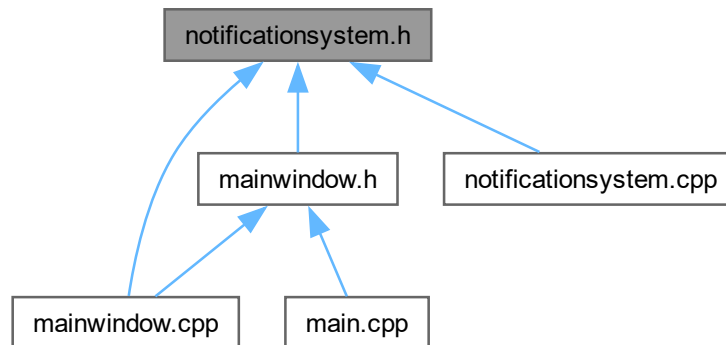 notificationsystem.h
mainwindow.h
notificationsystem.cpp
mainwindow.cpp
main.cpp